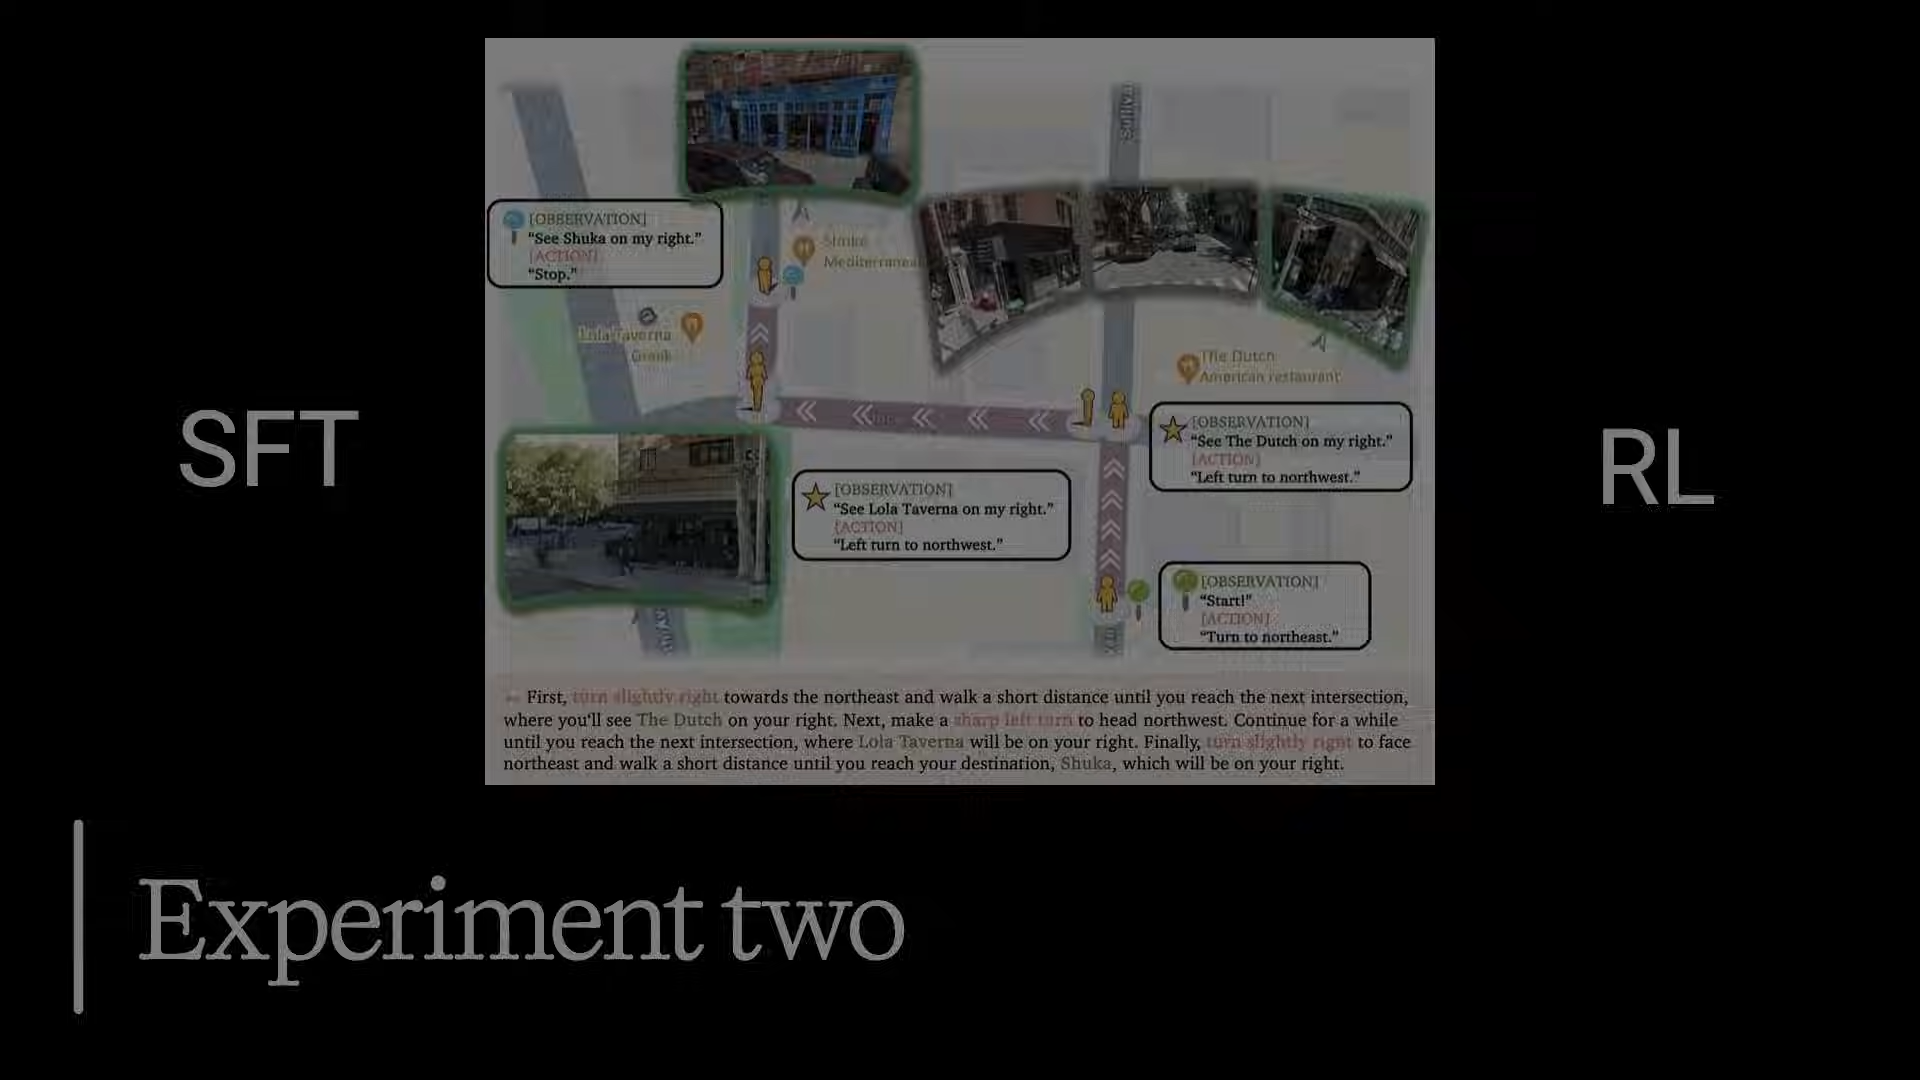 SFT
RL
[OBSERVATION]
“See Shuka on my right.”
[ACTION]
“Stop.”
Shuka
Mediterranean
Lola Taverna
Greek
Sullivan
The Dutch
American restaurant
[OBSERVATION]
“See The Dutch on my right.”
[ACTION]
“Left turn to northwest.”
[OBSERVATION]
“See Lola Taverna on my right.”
[ACTION]
“Left turn to northwest.”
[OBSERVATION]
“Start!”
[ACTION]
“Turn to northeast.”
First, turn slightly right towards the northeast and walk a short distance until you reach the next intersection,
where you'll see The Dutch on your right. Next, make a sharp left turn to head northwest. Continue for a while
until you reach the next intersection, where Lola Taverna will be on your right. Finally, turn slightly right to face
northeast and walk a short distance until you reach your destination, Shuka, which will be on your right.
Experiment two